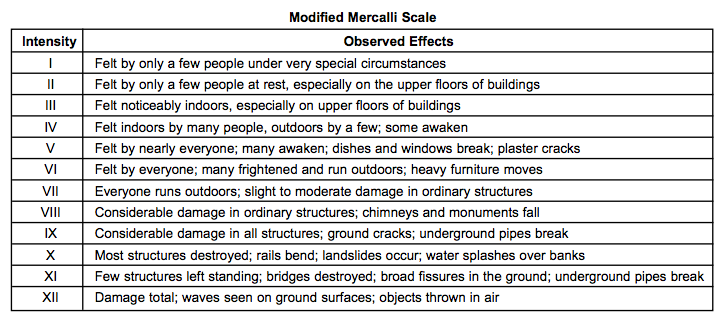 Modified Mercalli Scale
Intensity Observed Effects
I Felt by only a few people under very special circumstances
II Felt by only a few people at rest, especially on the upper floors of buildings
III Felt noticeably indoors, especially on upper floors of buildings
IV Felt indoors by many people, outdoors by a few; some awaken
V Felt by nearly everyone; many awaken; dishes and windows break; plaster cracks
VI Felt by everyone; many frightened and run outdoors; heavy furniture moves
VII Everyone runs outdoors; slight to moderate damage in ordinary structures
VIII Considerable damage in ordinary structures; chimneys and monuments fall
IX Considerable damage in all structures; ground cracks; underground pipes break
X Most structures destroyed; rails bend; landslides occur; water splashes over banks
XI Few structures left standing; bridges destroyed; broad fissures in the ground; underground pipes break
XII Damage total; waves seen on ground surfaces; objects thrown in air